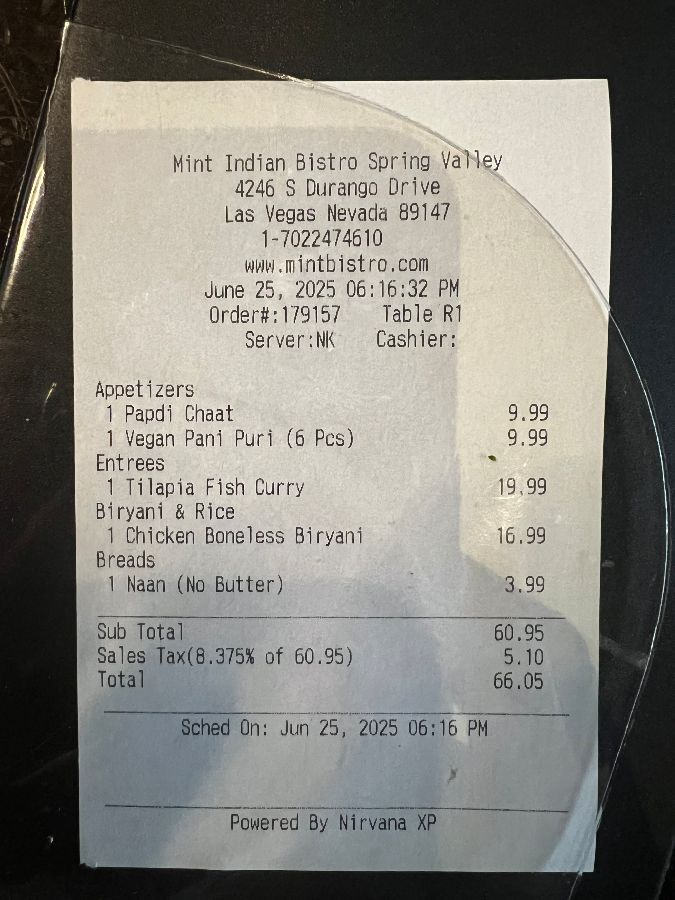 Mint Indian Bistro Spring Valley
4246 S Durango Drive
Las Vegas Nevada 89147
1-7022474610
www.mintbistro.com
June 25, 2025 06:16:32 PM
Order#:179157 Table R1
Server:NK Cashier:
Appetizers
1 Papdi Chaat 9.99
1 Vegan Pani Puri (6 Pcs) 9.99
Entrees
1 Tilapia Fish Curry 19.99
Biryani & Rice
1 Chicken Boneless Biryani 16.99
Breads
1 Naan (No Butter) 3.99
Sub Total 60.95
Sales Tax(8.375% of 60.95) 5.10
Total 66.05
Sched On: Jun 25, 2025 06:16 PM
Powered By Nirvana XP